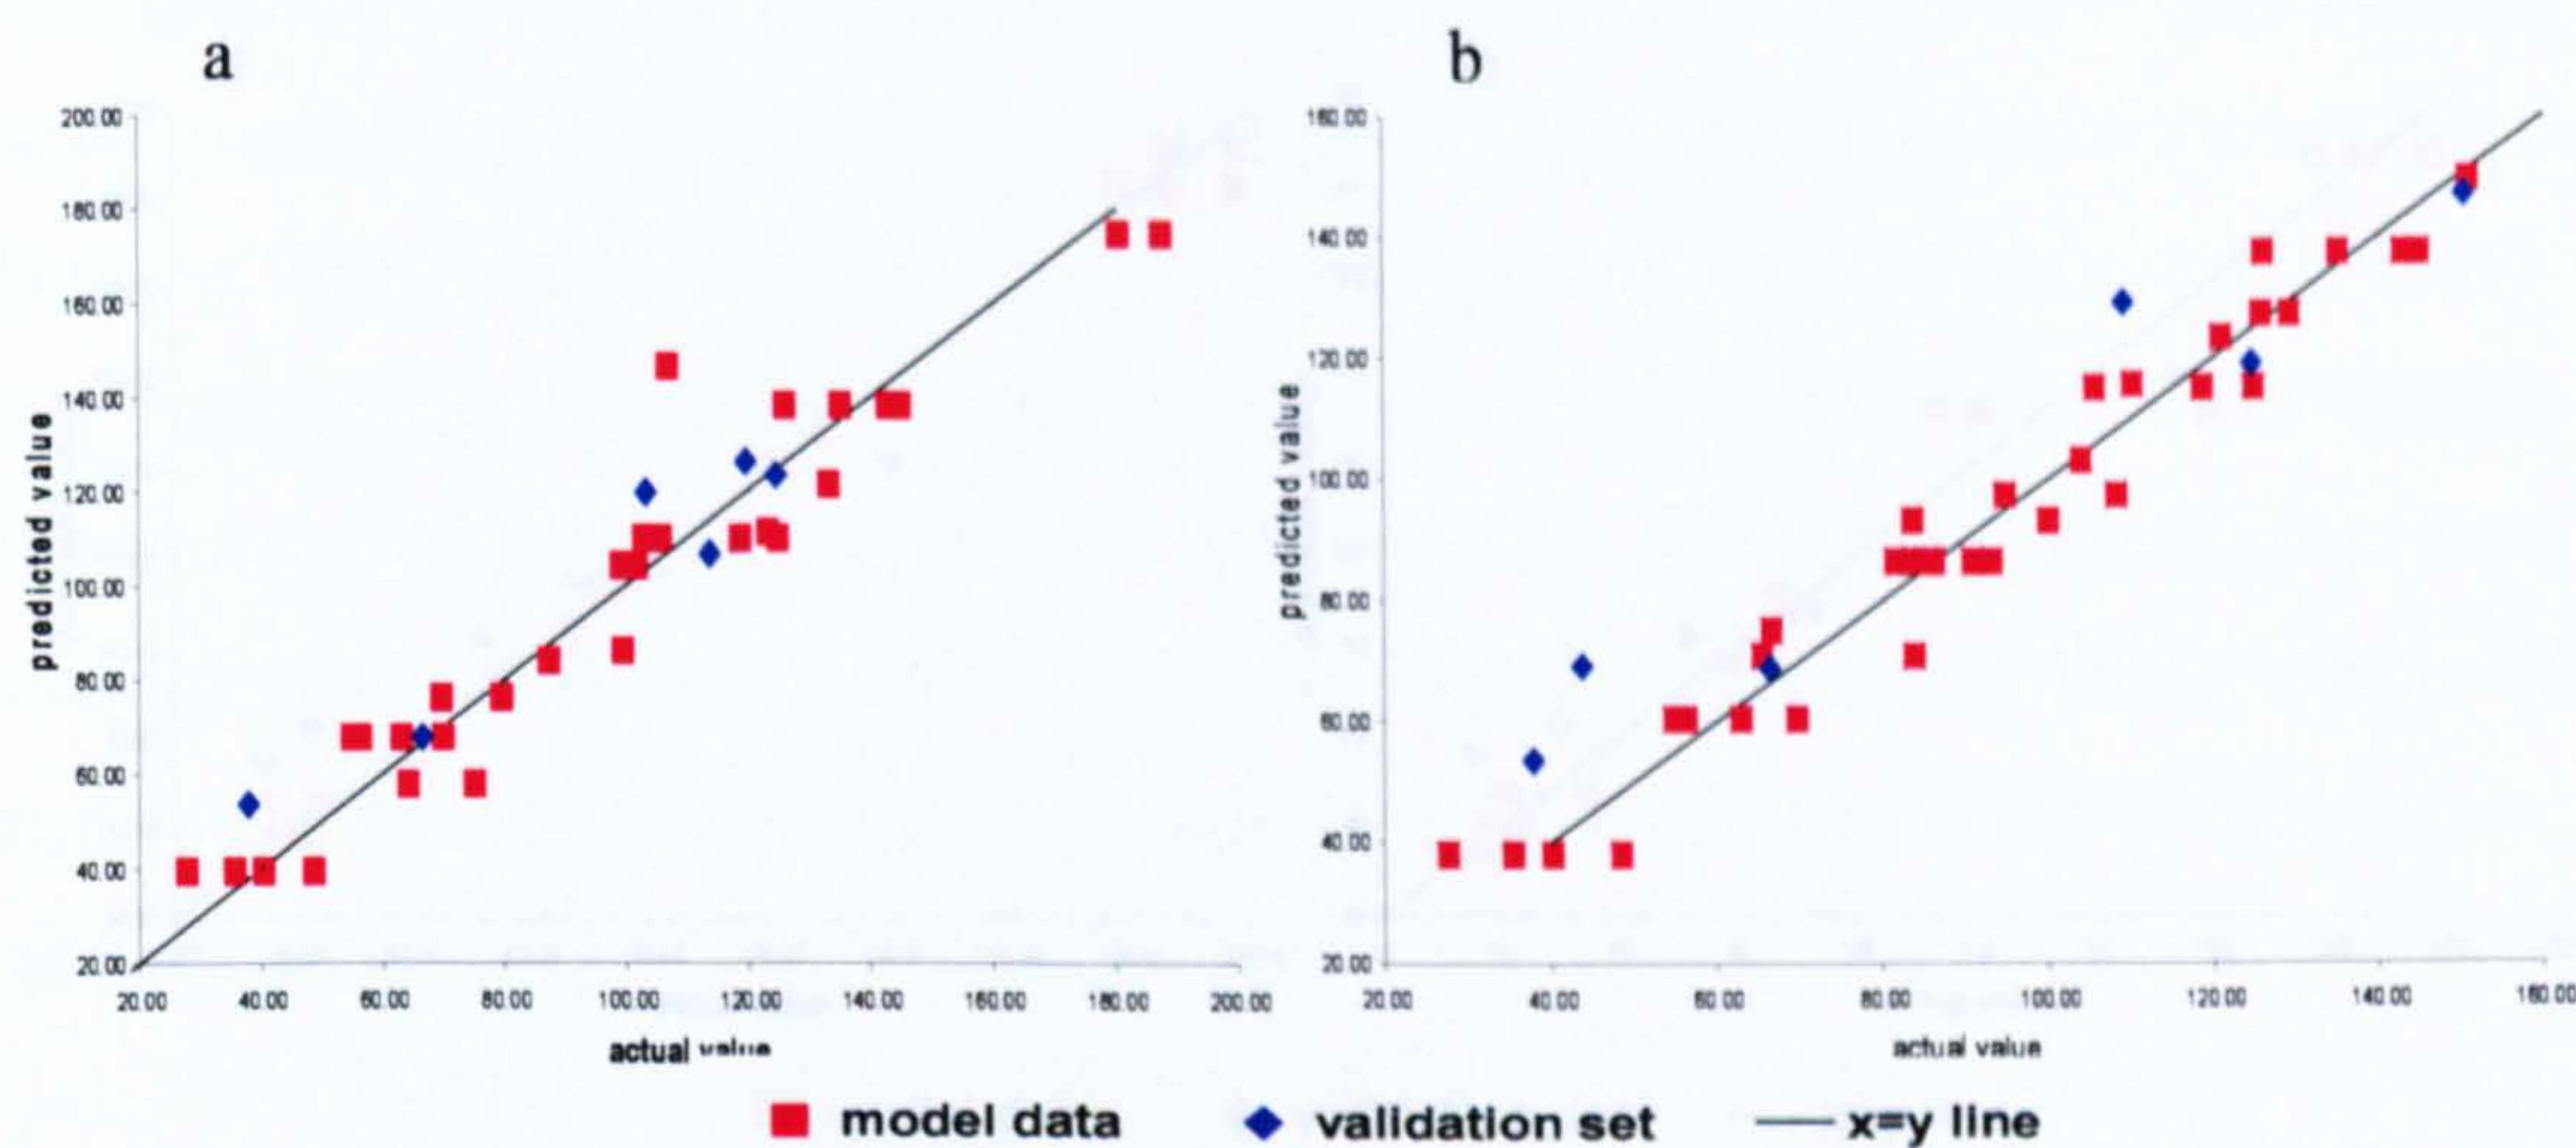 a
b
200.00
180.00
160.00
140.00
120.00
100.00
80.00
60.00
40.00
20.00
predicted value
20.00 40.00 60.00 80.00 100.00 120.00 140.00 160.00 180.00 200.00
actual value
160.00
140.00
120.00
100.00
80.00
60.00
40.00
20.00
predicted value
20.00 40.00 60.00 80.00 100.00 120.00 140.00 160.00
actual value
model data validation set x=y line